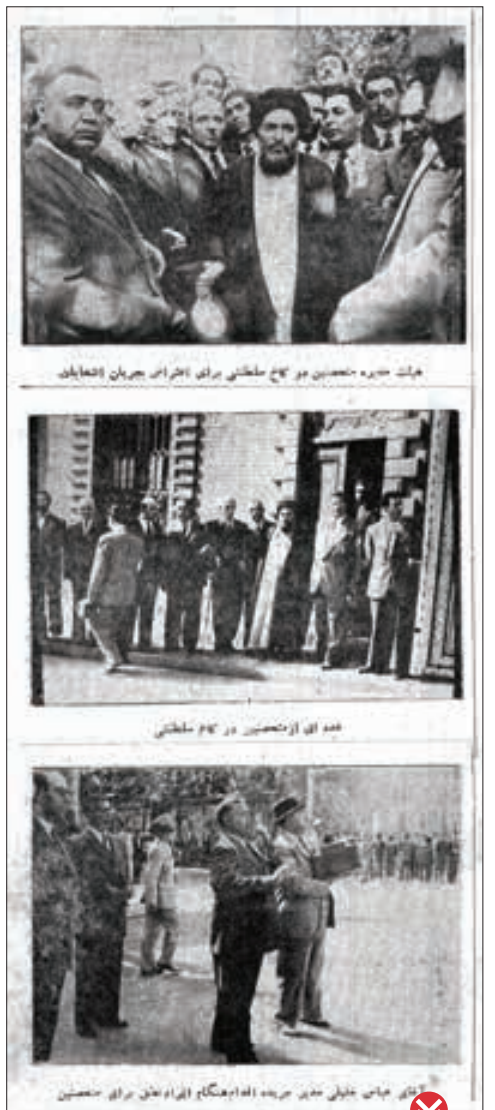 هیئت مدیره متحصنین در کاخ سلطنتی برای اعتراض بجریان انتخابات
عده ای از متحصنین در کاخ سلطنتی
آقای عباس خلیلی مدیر جریده اقدام هنگام ایراد نطق برای متحصنین